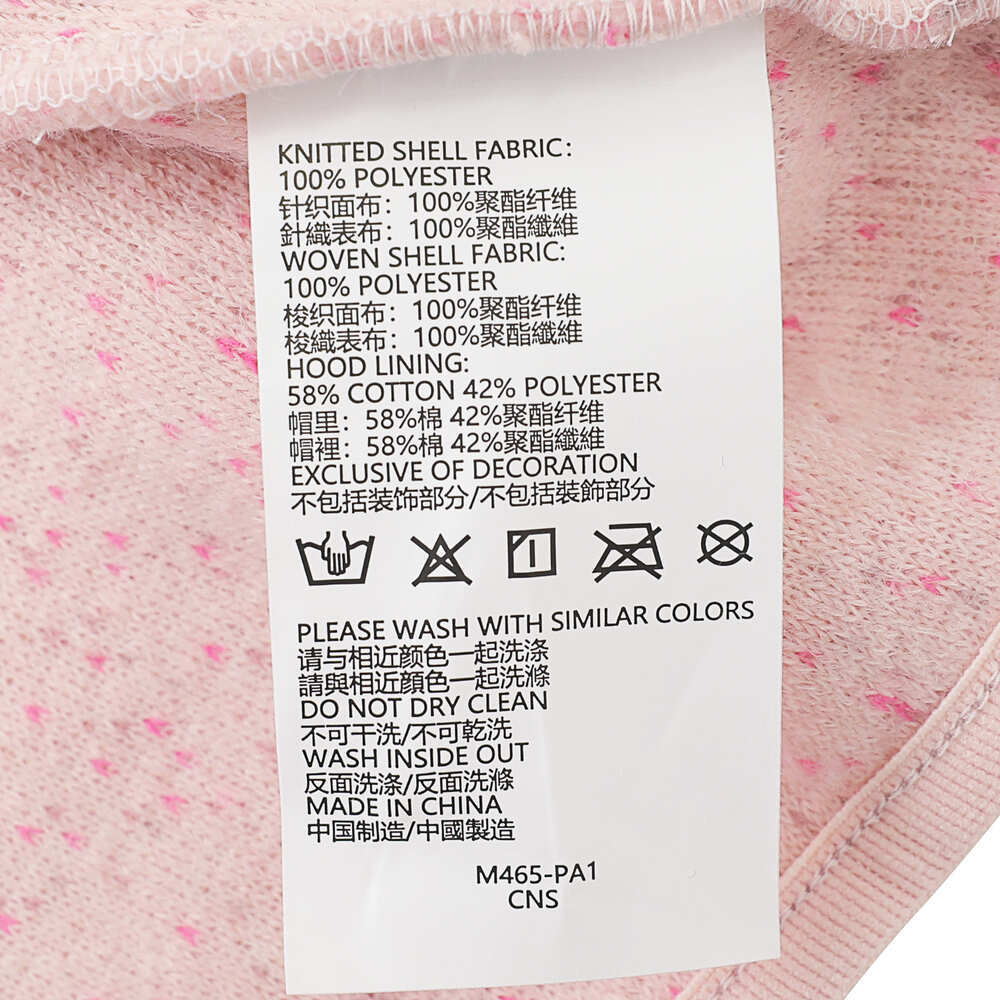 KNITTED SHELL FABRIC:
100% POLYESTER
针织面布：100%聚酯纤维
針織表布：100%聚酯纖維
WOVEN SHELL FABRIC:
100% POLYESTER
梭织面布：100%聚酯纤维
梭織表布：100%聚酯纖維
HOOD LINING:
58% COTTON 42% POLYESTER
帽里：58%棉 42%聚酯纤维
帽裡：58%棉 42%聚酯纖維
EXCLUSIVE OF DECORATION
不包括装饰部分/不包括裝飾部分
PLEASE WASH WITH SIMILAR COLORS
请与相近颜色一起洗涤
請與相近顏色一起洗滌
DO NOT DRY CLEAN
不可干洗/不可乾洗
WASH INSIDE OUT
反面洗涤/反面洗滌
MADE IN CHINA
中国制造/中國製造
M465-PA1
CNS